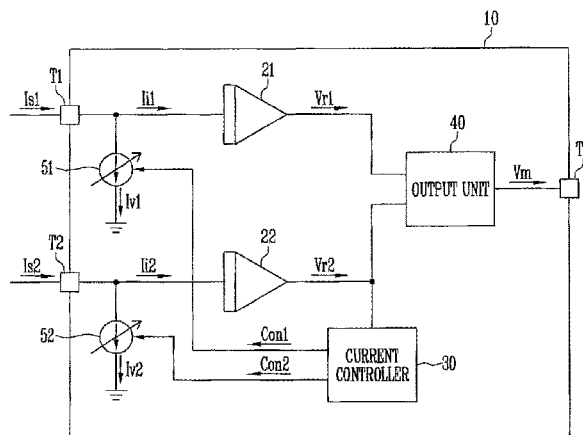 10
T1
Is1
Ii1
21
Vr1
40
OUTPUT UNIT
Vm
T
51
Iv1
T2
Is2
Ii2
22
Vr2
52
Iv2
Con1
Con2
CURRENT
CONTROLLER
30